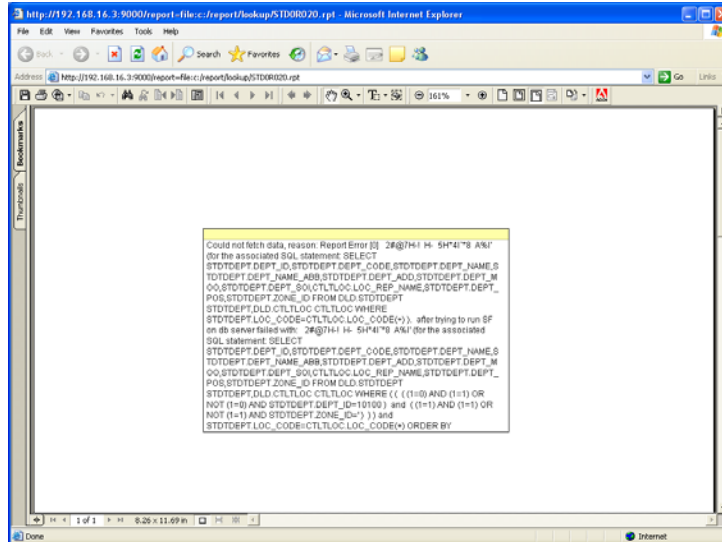 http://192.168.16.3:9000/report=file:c:/report/lookup/STD0R020.rpt - Microsoft Internet Explorer
File Edit View Favorites Tools Help
Back Search Favorites
Address http://192.168.16.3:9000/report=file:c:/report/lookup/STD0R020.rpt Go Links
161%
Bookmarks
Thumbnails
Could not fetch data, reason: Report Error [0]
(for the associated SQL statement: SELECT
STDTDEPT.DEPT_ID,STDTDEPT.DEPT_CODE,STDTDEPT.DEPT_NAME,S
TDTDEPT.DEPT_NAME_ABB,STDTDEPT.DEPT_ADD,STDTDEPT.DEPT_M
OO,STDTDEPT.DEPT_SOI,CTLTLOC.LOC_REP_NAME,STDTDEPT.DEPT_
POS,STDTDEPT.ZONE_ID FROM DLD.STDTDEPT
STDTDEPT,DLD.CTLTLOC CTLTLOC WHERE
STDTDEPT.LOC_CODE=CTLTLOC.LOC_CODE(+) ). after trying to run SF
on db server failed with: (for the associated
SQL statement: SELECT
STDTDEPT.DEPT_ID,STDTDEPT.DEPT_CODE,STDTDEPT.DEPT_NAME,S
TDTDEPT.DEPT_NAME_ABB,STDTDEPT.DEPT_ADD,STDTDEPT.DEPT_M
OO,STDTDEPT.DEPT_SOI,CTLTLOC.LOC_REP_NAME,STDTDEPT.DEPT_
POS,STDTDEPT.ZONE_ID FROM DLD.STDTDEPT
STDTDEPT,DLD.CTLTLOC CTLTLOC WHERE ( ( ( (1=0) AND (1=1) OR
NOT (1=0) AND STDTDEPT.DEPT_ID=10100 ) and ( (1=1) AND (1=1) OR
NOT (1=1) AND STDTDEPT.ZONE_ID='' ) ) ) and
STDTDEPT.LOC_CODE=CTLTLOC.LOC_CODE(+) ORDER BY
1 of 1 8.26 x 11.69 in
Done Internet